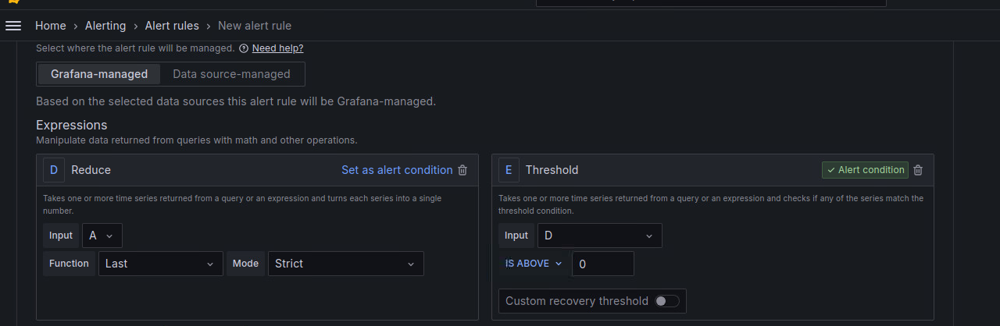 Home > Alerting > Alert rules > New alert rule
Select where the alert rule will be managed. Need help?
Grafana-managed Data source-managed
Based on the selected data sources this alert rule will be Grafana-managed.
Expressions
Manipulate data returned from queries with math and other operations.
D Reduce Set as alert condition
Takes one or more time series returned from a query or an expression and turns each series into a single
number.
Input A
Function Last Mode Strict
E Threshold Alert condition
Takes one or more time series returned from a query or an expression and checks if any of the series match the
threshold condition.
Input D
IS ABOVE 0
Custom recovery threshold